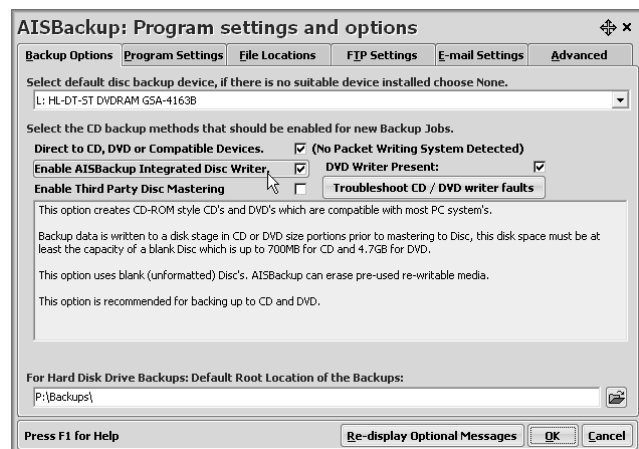 AISBackup: Program settings and options
Backup Options Program Settings File Locations FTP Settings E-mail Settings Advanced
Select default disc backup device, if there is no suitable device installed choose None.
L: HL-DT-ST DVDRAM GSA-4163B
Select the CD backup methods that should be enabled for new Backup Jobs.
Direct to CD, DVD or Compatible Devices. (No Packet Writing System Detected)
Enable AISBackup Integrated Disc Writer. DVD Writer Present:
Enable Third Party Disc Mastering Troubleshoot CD / DVD writer faults
This option creates CD-ROM style CD's and DVD's which are compatible with most PC system's.
Backup data is written to a disk stage in CD or DVD size portions prior to mastering to Disc, this disk space must be at
least the capacity of a blank Disc which is up to 700MB for CD and 4.7GB for DVD.
This option uses blank (unformatted) Disc's. AISBackup can erase pre-used re-writable media.
This option is recommended for backing up to CD and DVD.
For Hard Disk Drive Backups: Default Root Location of the Backups:
P:\Backups\
Press F1 for Help Re-display Optional Messages OK Cancel